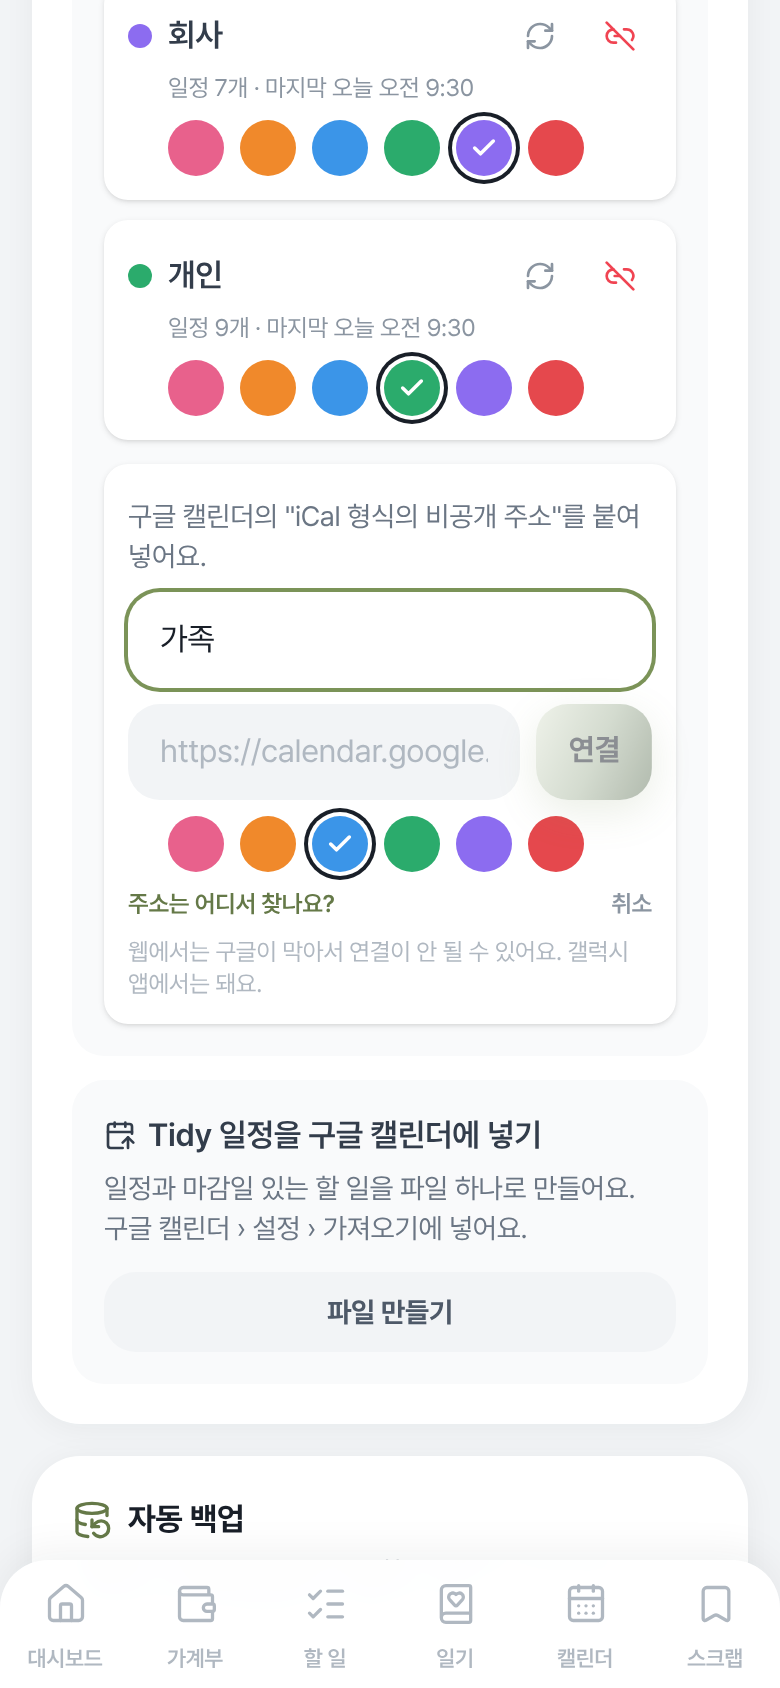 회사
일정 7개 · 마지막 오늘 오전 9:30
개인
일정 9개 · 마지막 오늘 오전 9:30
구글 캘린더의 "iCal 형식의 비공개 주소"를 붙여
넣어요.
가족
https://calendar.google.
연결
주소는 어디서 찾나요?
취소
웹에서는 구글이 막아서 연결이 안 될 수 있어요. 갤럭시
앱에서는 돼요.
Tidy 일정을 구글 캘린더에 넣기
일정과 마감일 있는 할 일을 파일 하나로 만들어요.
구글 캘린더 › 설정 › 가져오기에 넣어요.
파일 만들기
자동 백업
대시보드
가계부
할 일
일기
캘린더
스크랩